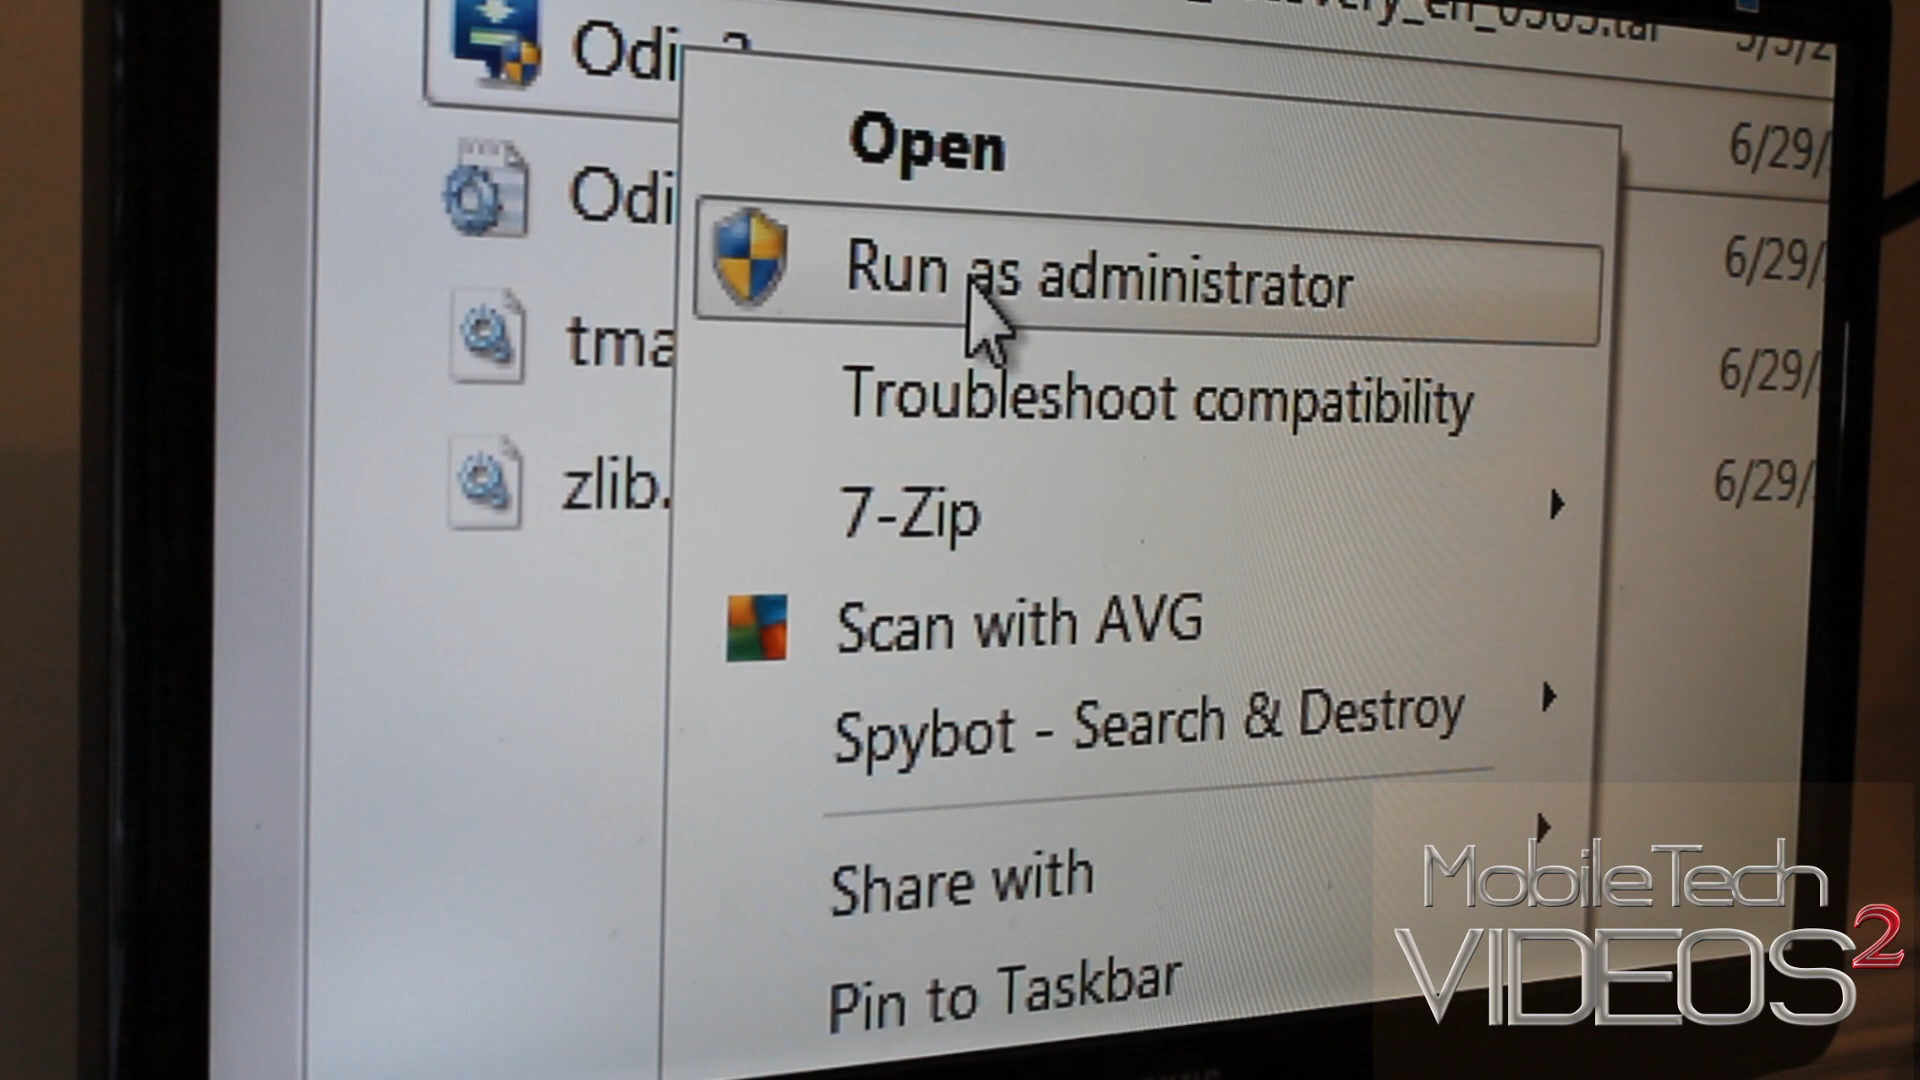 Odi
Open
6/29/
Odi
Run as administrator
6/29/
tma
Troubleshoot compatibility
6/29/
zlib.
7-Zip
6/29/
Scan with AVG
Spybot - Search & Destroy
Share with
Pin to Taskbar
MobileTech
VIDEOS2